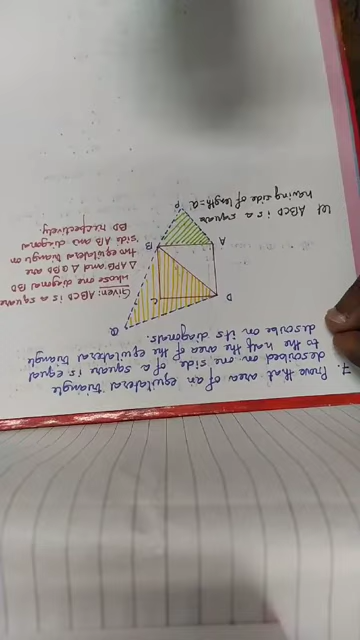 7. Prove that area of an equilateral triangle
described on one side of a square is equal
to the half area of the equilateral triangle
describe on its diagonals.
Given: ABCD is a square
whose one diagonal BD
△APB and △QBD are
two equilateral triangle on
side AB and diagonal
BD respectively.
Q
D
C
A
B
P
let ABCD is a square
having side of length = a